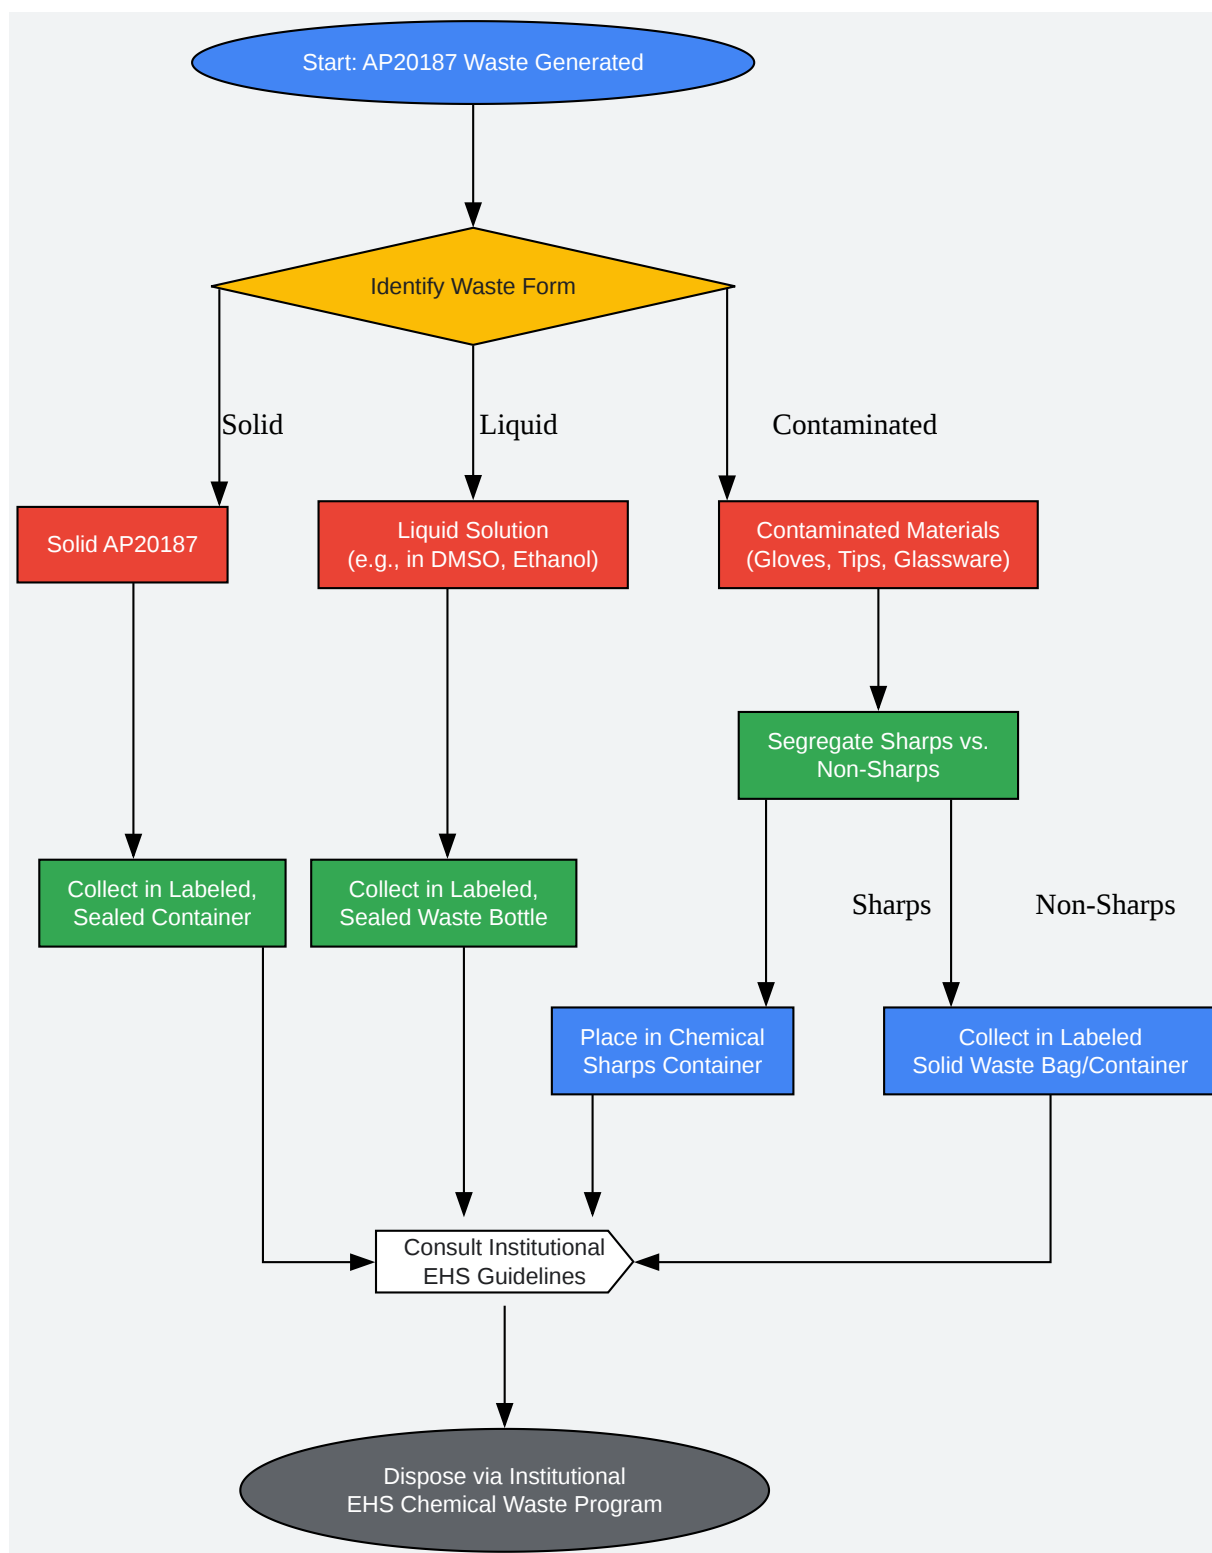 Start: AP20187 Waste Generated
Identify Waste Form
Solid
Liquid
Contaminated
Solid AP20187
Liquid Solution
(e.g., in DMSO, Ethanol)
Contaminated Materials
(Gloves, Tips, Glassware)
Segregate Sharps vs.
Non-Sharps
Collect in Labeled,
Sealed Container
Collect in Labeled,
Sealed Waste Bottle
Sharps
Non-Sharps
Place in Chemical
Sharps Container
Collect in Labeled
Solid Waste Bag/Container
Consult Institutional
EHS Guidelines
Dispose via Institutional
EHS Chemical Waste Program